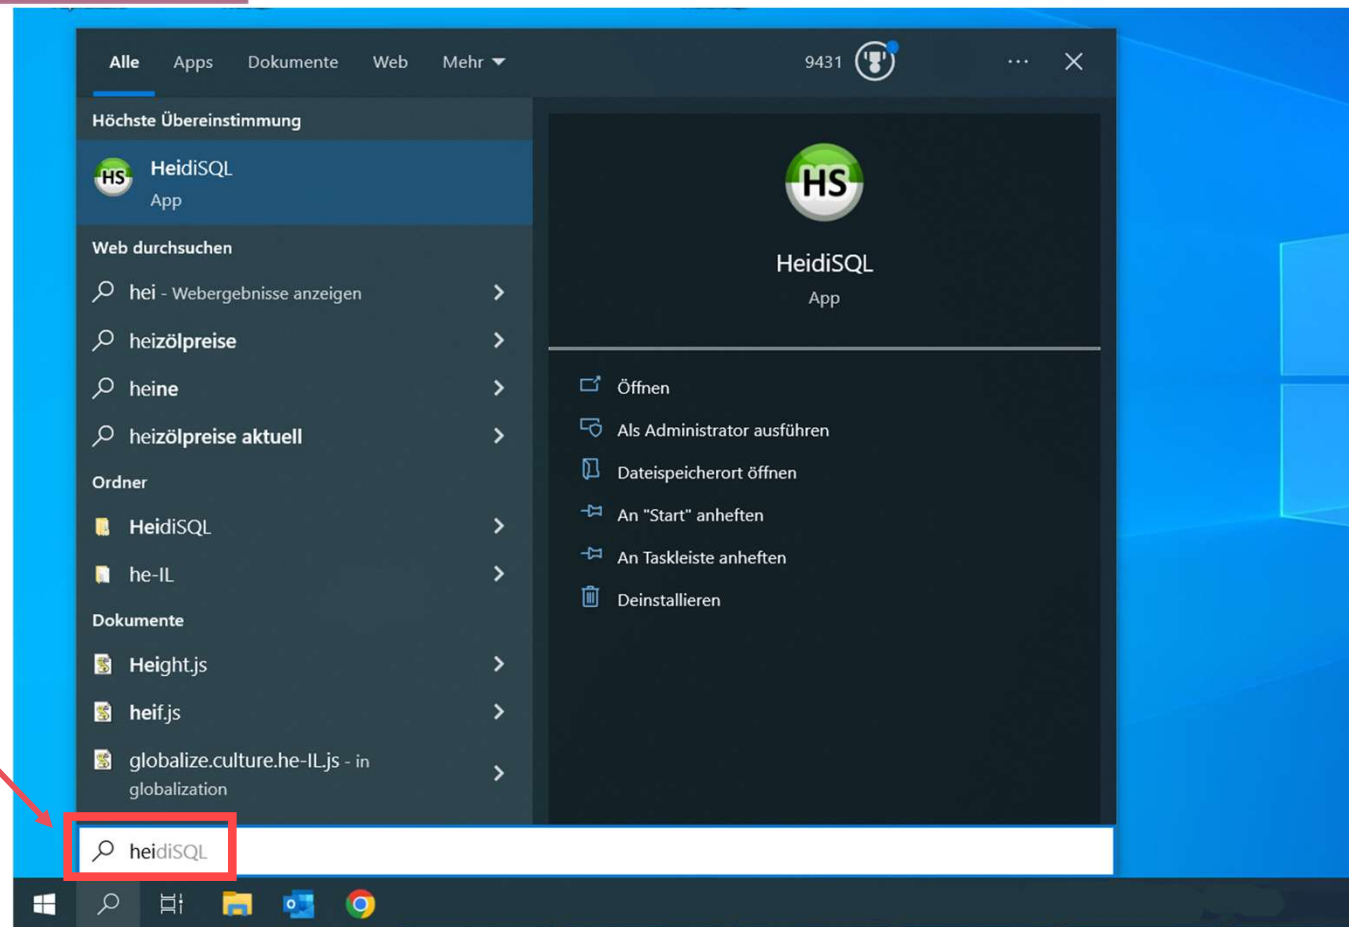 Alle Apps Dokumente Web Mehr 9431 ...
Höchste Übereinstimmung
HS HeidiSQL
App
Web durchsuchen
hei - Webergebnisse anzeigen
heizölpreise
heine
heizölpreise aktuell
Ordner
HeidiSQL
he-IL
Dokumente
Height.js
heif.js
globalize.culture.he-IL.js - in
globalization
HS
HeidiSQL
App
Öffnen
Als Administrator ausführen
Dateispeicherort öffnen
An "Start" anheften
An Taskleiste anheften
Deinstallieren
heidiSQL